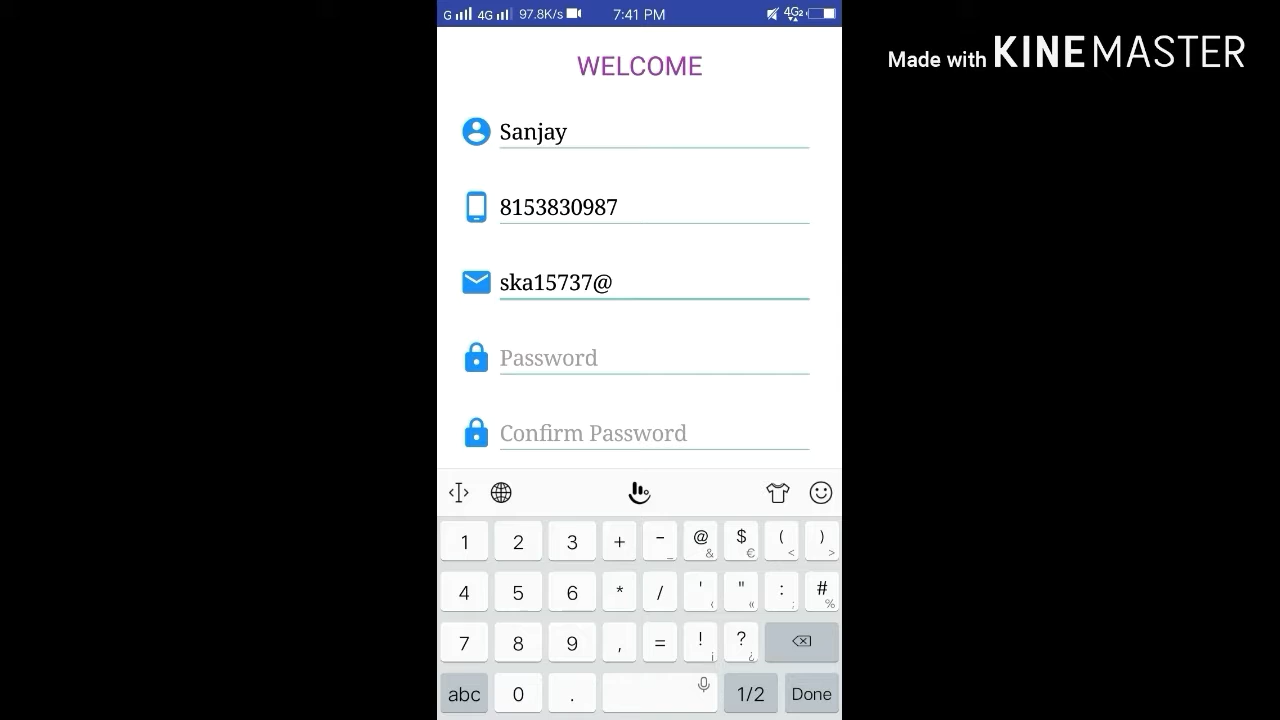 G 4G 97.8K/s 7:41 PM 4G2
Made with KINEMASTER
WELCOME
Sanjay
8153830987
ska15737@
Password
Confirm Password
1 2 3 + - _ @ & $ € ( < ) >
4 5 6 * / ' ‹ " « : ; # %
7 8 9 , = ! ¡ ? ¿
abc 0 . 1/2 Done